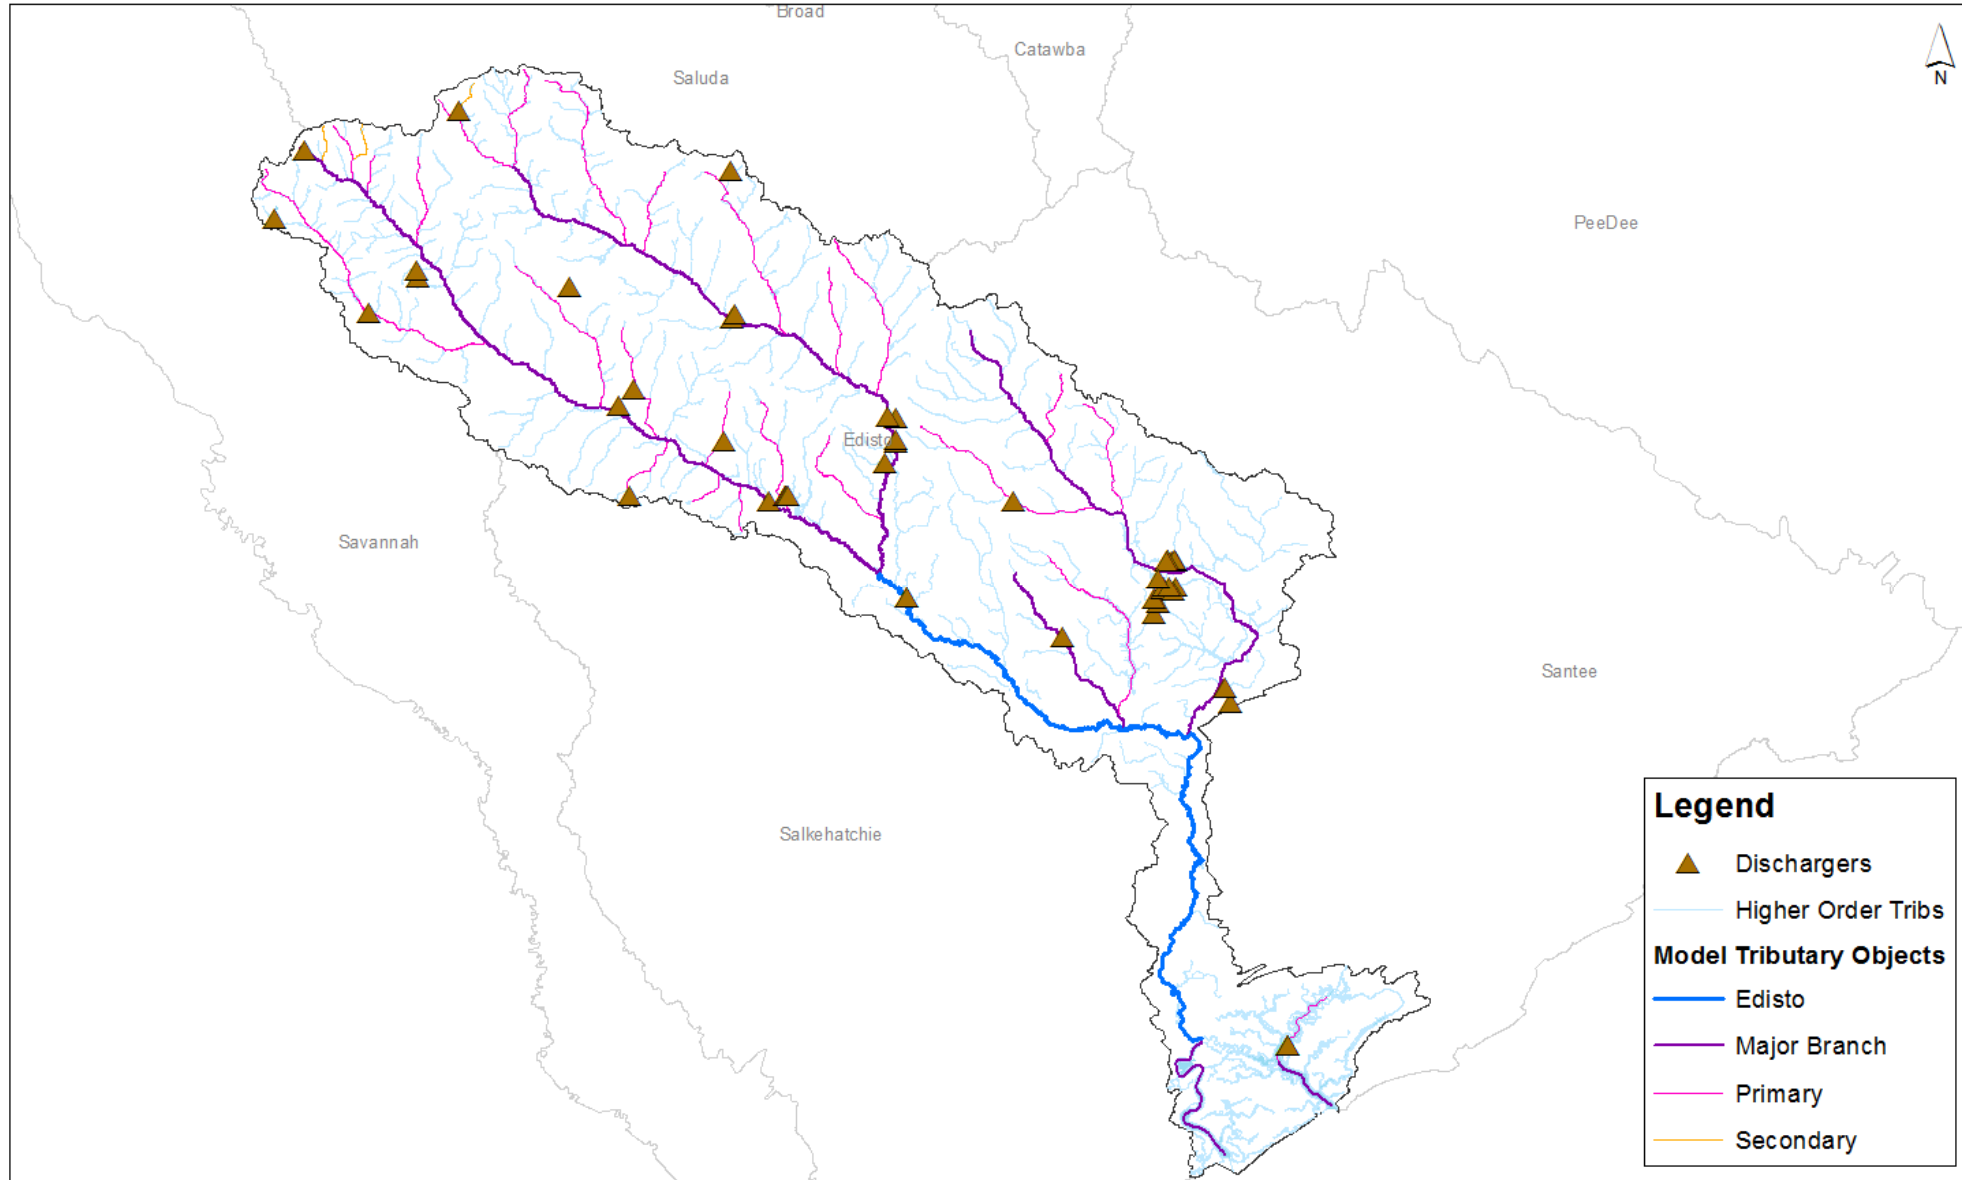 Broad
Catawba
Saluda
N
PeeDee
Edisto
Savannah
Santee
Salkehatchie
Legend
Dischargers
Higher Order Tribs
Model Tributary Objects
Edisto
Major Branch
Primary
Secondary